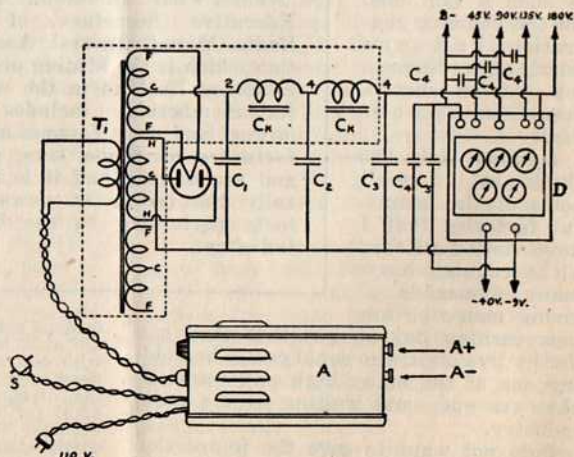 B- 45V. 90V. 135V. 180V.
F
C4
C4 C4
C 2 4 4
F
H
CK CK
T1
C
C1 C2 C3 C4 C5 D
H
F
C
F
-40V. -9V.
A A+
A-
S
110 V.